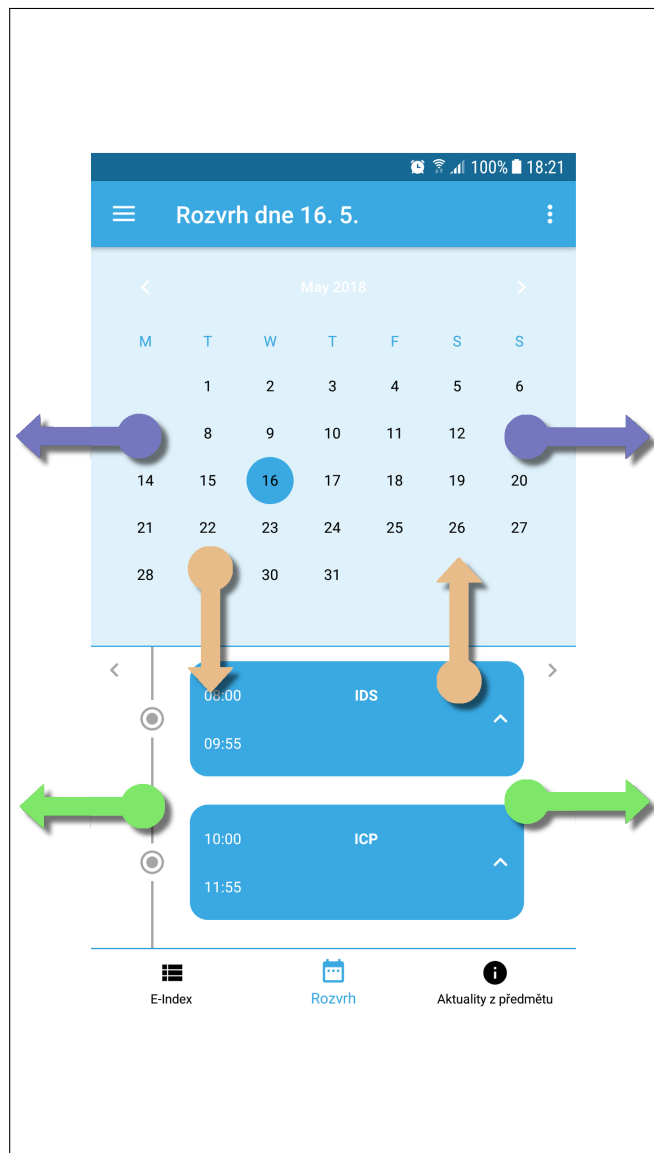 100% 18:21
Rozvrh dne 16. 5.
May 2018
M T W T F S S
1 2 3 4 5 6
8 9 10 11 12
14 15 16 17 18 19 20
21 22 23 24 25 26 27
28 30 31
08:00 IDS
09:55
10:00 ICP
11:55
E-Index Rozvrh Aktuality z předmětu